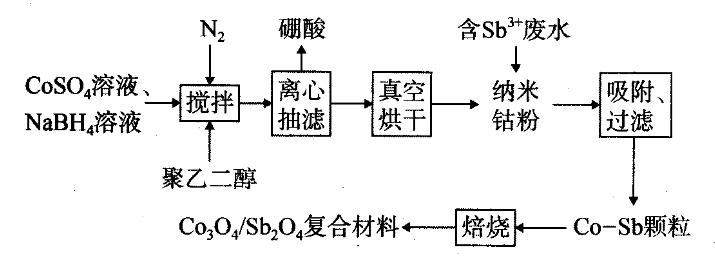 N₂
硼酸
含Sb³⁺废水
CoSO₄溶液、
NaBH₄溶液
搅拌
离心
抽滤
真空
烘干
纳米
钴粉
吸附、
过滤
聚乙二醇
Co₃O₄/Sb₂O₄复合材料
焙烧
Co-Sb颗粒